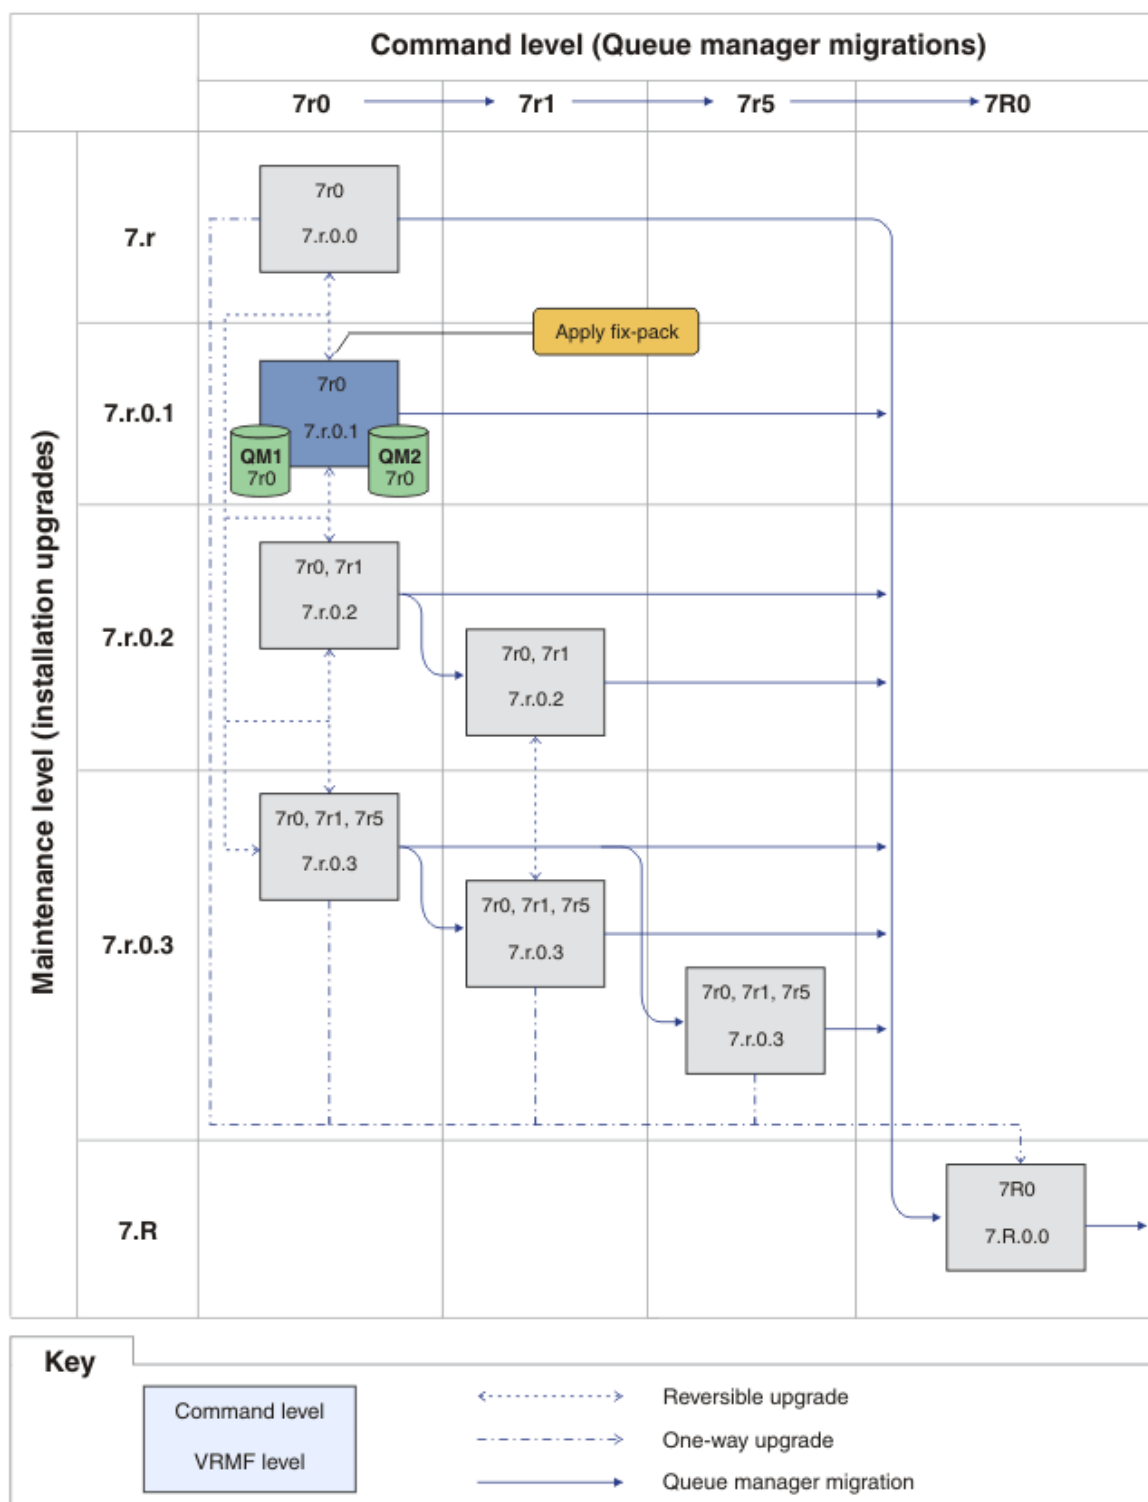 Command level (Queue manager migrations)
7r0
7r1
7r5
7R0
Maintenance level (installation upgrades)
7.r
7r0
7.r.0.0
Apply fix-pack
7.r.0.1
7r0
7.r.0.1
QM1
7r0
QM2
7r0
7.r.0.2
7r0, 7r1
7.r.0.2
7r0, 7r1
7.r.0.2
7.r.0.3
7r0, 7r1, 7r5
7.r.0.3
7r0, 7r1, 7r5
7.r.0.3
7r0, 7r1, 7r5
7.r.0.3
7.R
7R0
7.R.0.0
Key
Command level
VRMF level
Reversible upgrade
One-way upgrade
Queue manager migration